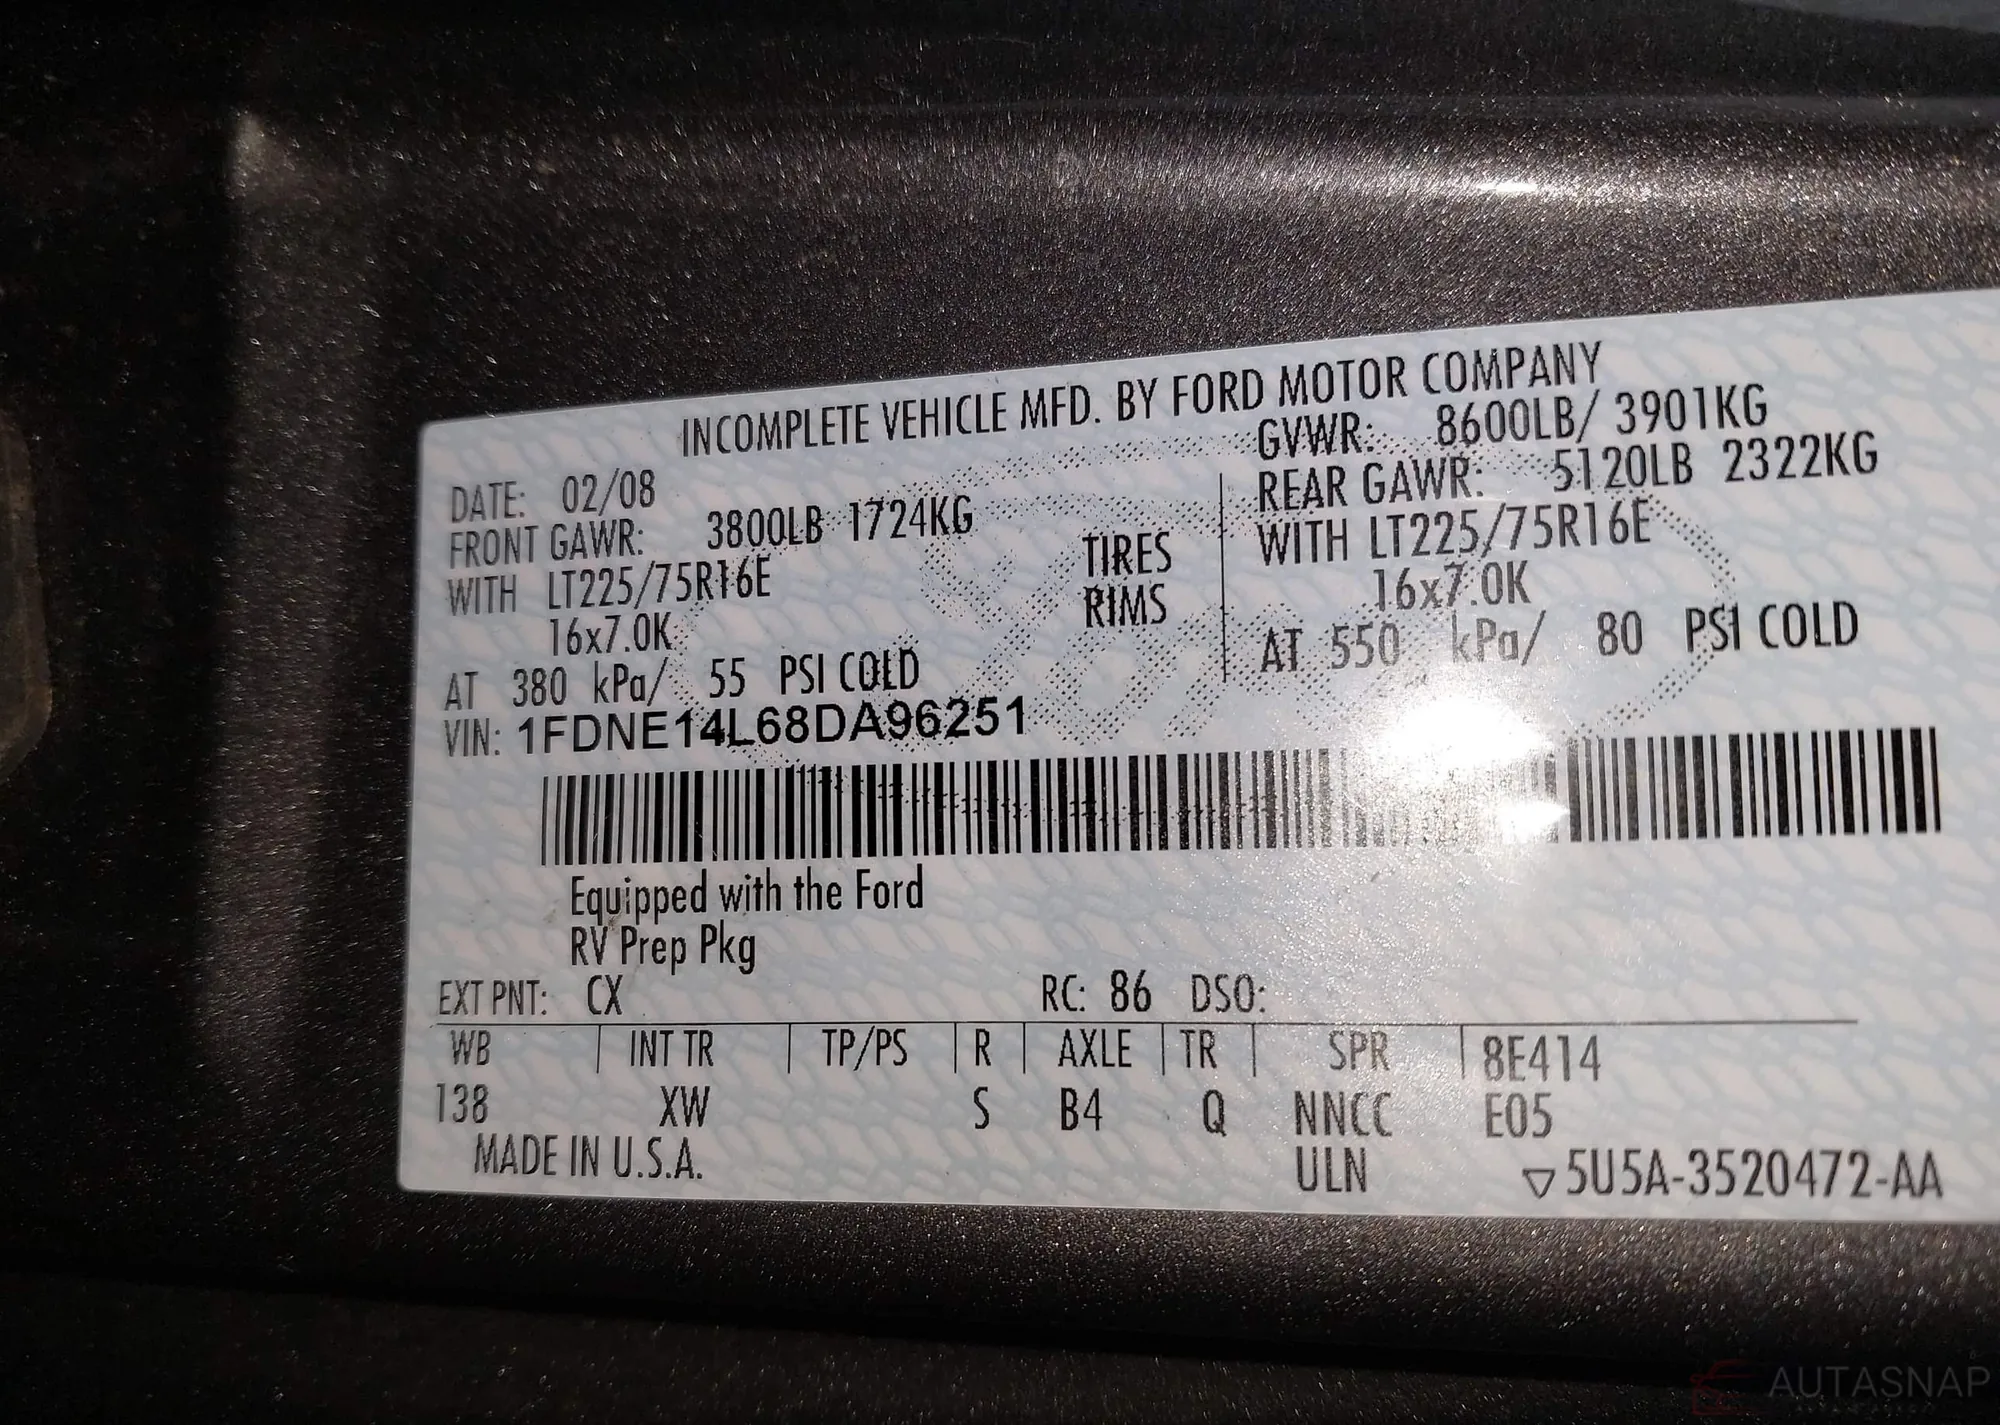 INCOMPLETE VEHICLE MFD. BY FORD MOTOR COMPANY
DATE: 02/08
GVWR: 8600LB/ 3901KG
FRONT GAWR: 3800LB 1724KG
REAR GAWR: 5120LB 2322KG
WITH LT225/75R16E
TIRES
WITH LT225/75R16E
16x7.0K
RIMS
16x7.0K
AT 380 kPa/ 55 PSI COLD
AT 550 kPa/ 80 PSI COLD
VIN: 1FDNE14L68DA96251
Equipped with the Ford
RV Prep Pkg
EXT PNT: CX RC: 86 DSO:
WB | INT TR | TP/PS | R | AXLE | TR | SPR | 8E414
138 XW S B4 Q NNCC E05
MADE IN U.S.A. ULN ▽5U5A-3520472-AA
AUTASNAP